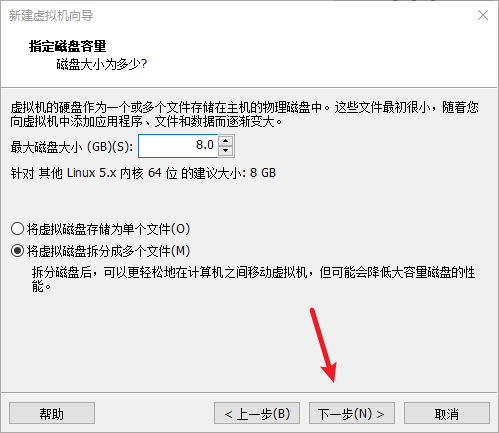 新建虚拟机向导
指定磁盘容量
磁盘大小为多少?
虚拟机的硬盘作为一个或多个文件存储在主机的物理磁盘中。这些文件最初很小，随着您
向虚拟机中添加应用程序、文件和数据而逐渐变大。
最大磁盘大小 (GB)(S): 8.0
针对 其他 Linux 5.x 内核 64 位 的建议大小: 8 GB
将虚拟磁盘存储为单个文件(O)
将虚拟磁盘拆分成多个文件(M)
拆分磁盘后，可以更轻松地在计算机之间移动虚拟机，但可能会降低大容量磁盘的性
能。
帮助 < 上一步(B) 下一步(N) > 取消